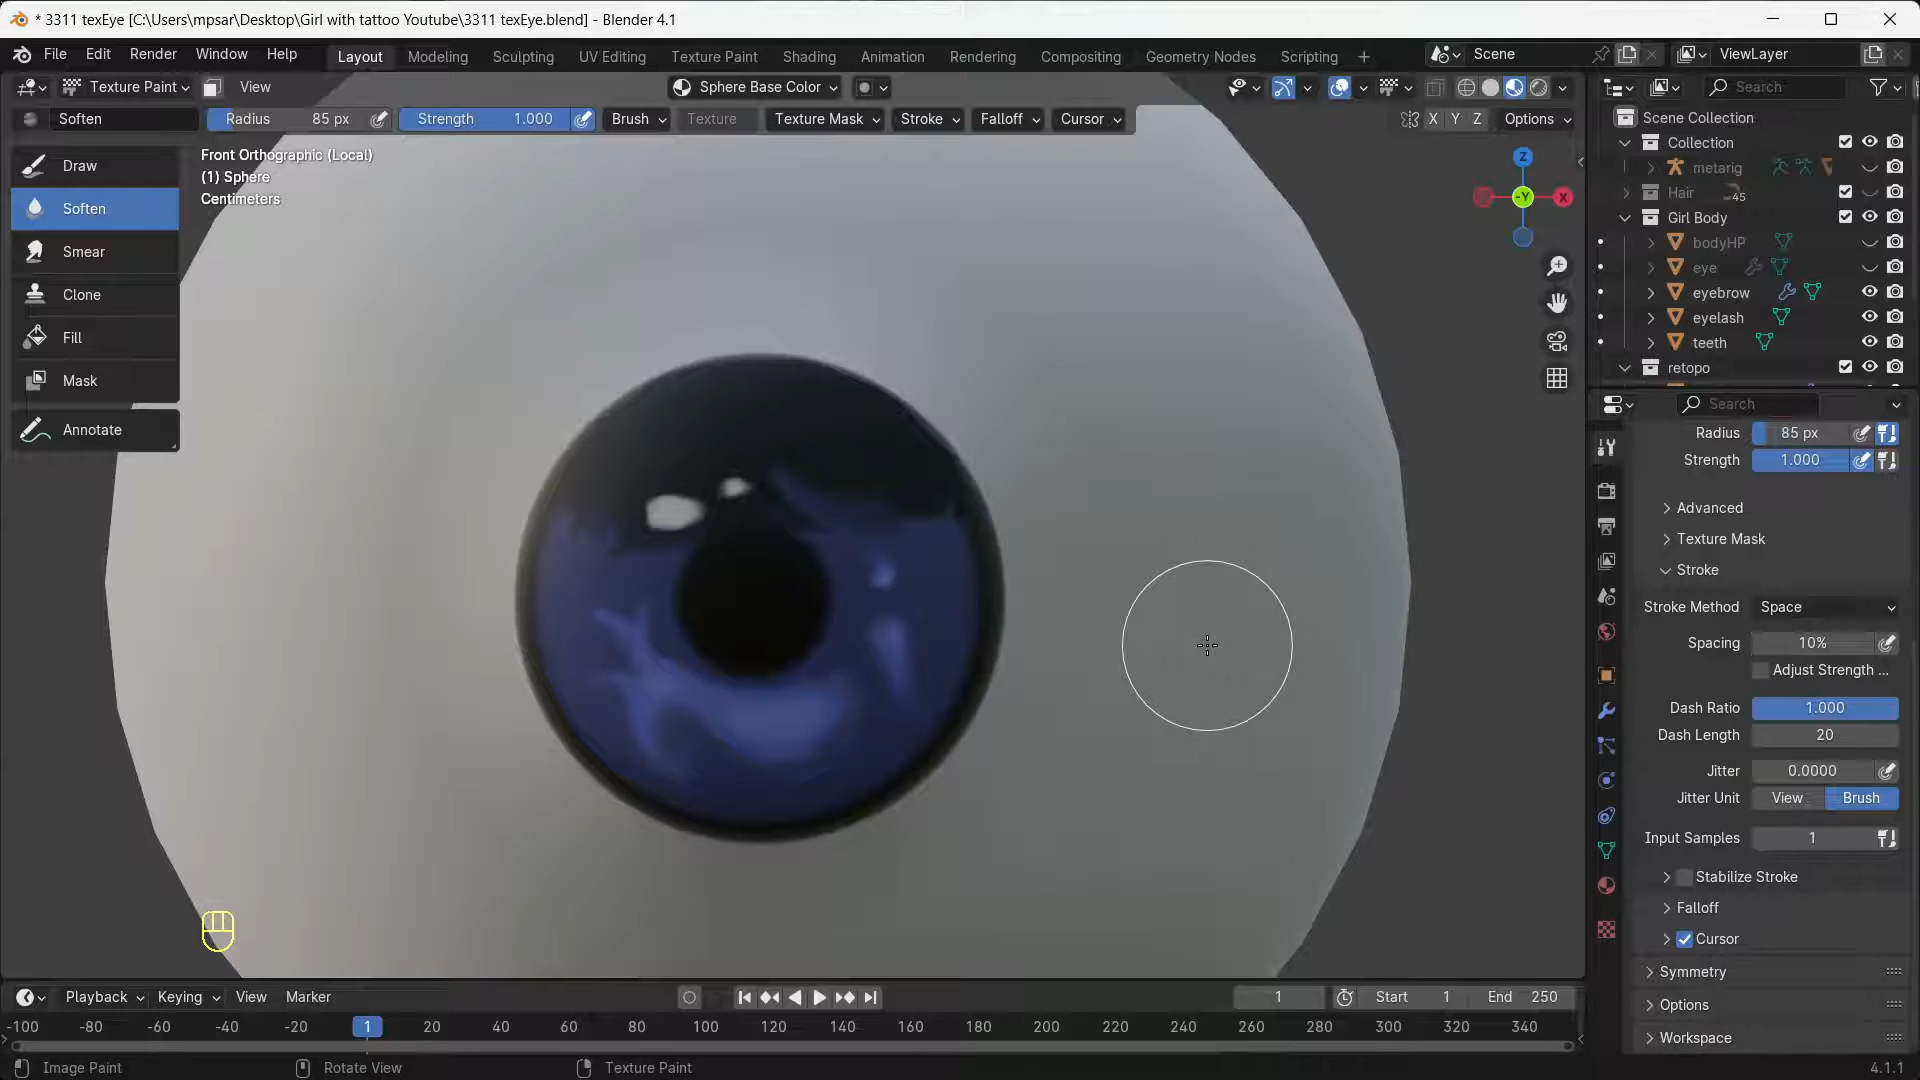 * 3311 texEye [C:\Users\mpsar\Desktop\Girl with tattoo Youtube\3311 texEye.blend] - Blender 4.1
File Edit Render Window Help Layout Modeling Sculpting UV Editing Texture Paint Shading Animation Rendering Compositing Geometry Nodes Scripting + Scene ViewLayer
Texture Paint View Sphere Base Color Search
Soften Radius 85 px Strength 1.000 Brush Texture Texture Mask Stroke Falloff Cursor X Y Z Options
Scene Collection
Collection
metarig
Hair 45
Girl Body
bodyHP
eye
eyebrow
eyelash
teeth
retopo
Draw
Soften
Smear
Clone
Fill
Mask
Annotate
Front Orthographic (Local)
(1) Sphere
Centimeters
Z
-Y X
Search
Radius 85 px
Strength 1.000
Advanced
Texture Mask
Stroke
Stroke Method Space
Spacing 10%
Adjust Strength ...
Dash Ratio 1.000
Dash Length 20
Jitter 0.0000
Jitter Unit View Brush
Input Samples 1
Stabilize Stroke
Falloff
Cursor
Symmetry
Options
Workspace
Playback Keying View Marker 1 Start 1 End 250
-100 -80 -60 -40 -20 1 20 40 60 80 100 120 140 160 180 200 220 240 260 280 300 320 340
Image Paint Rotate View Texture Paint 4.1.1